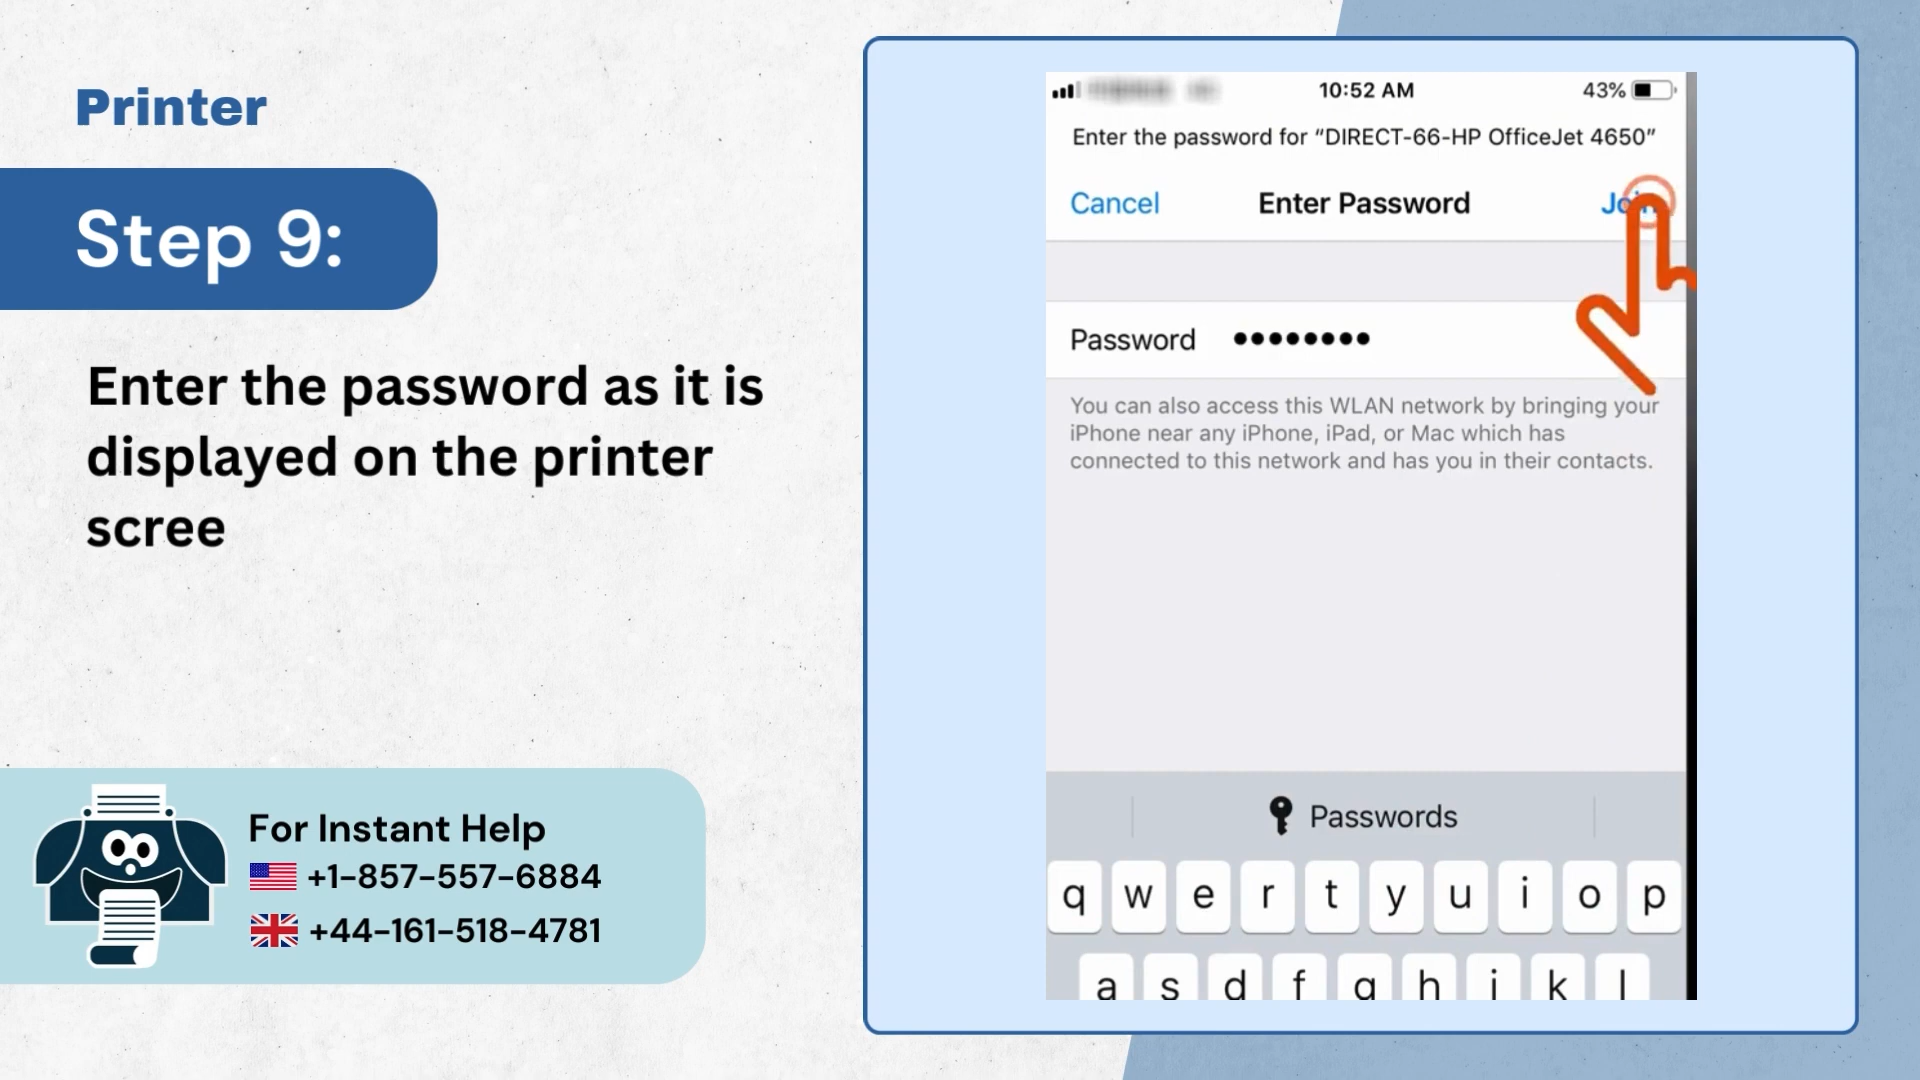 Printer
Step 9:
Enter the password as it is
displayed on the printer
scree
For Instant Help
+1-857-557-6884
+44-161-518-4781
10:52 AM
43%
Enter the password for “DIRECT-66-HP OfficeJet 4650”
Cancel
Enter Password
Join
Password ••••••••
You can also access this WLAN network by bringing your
iPhone near any iPhone, iPad, or Mac which has
connected to this network and has you in their contacts.
Passwords
q w e r t y u i o p
a s d f g h j k l